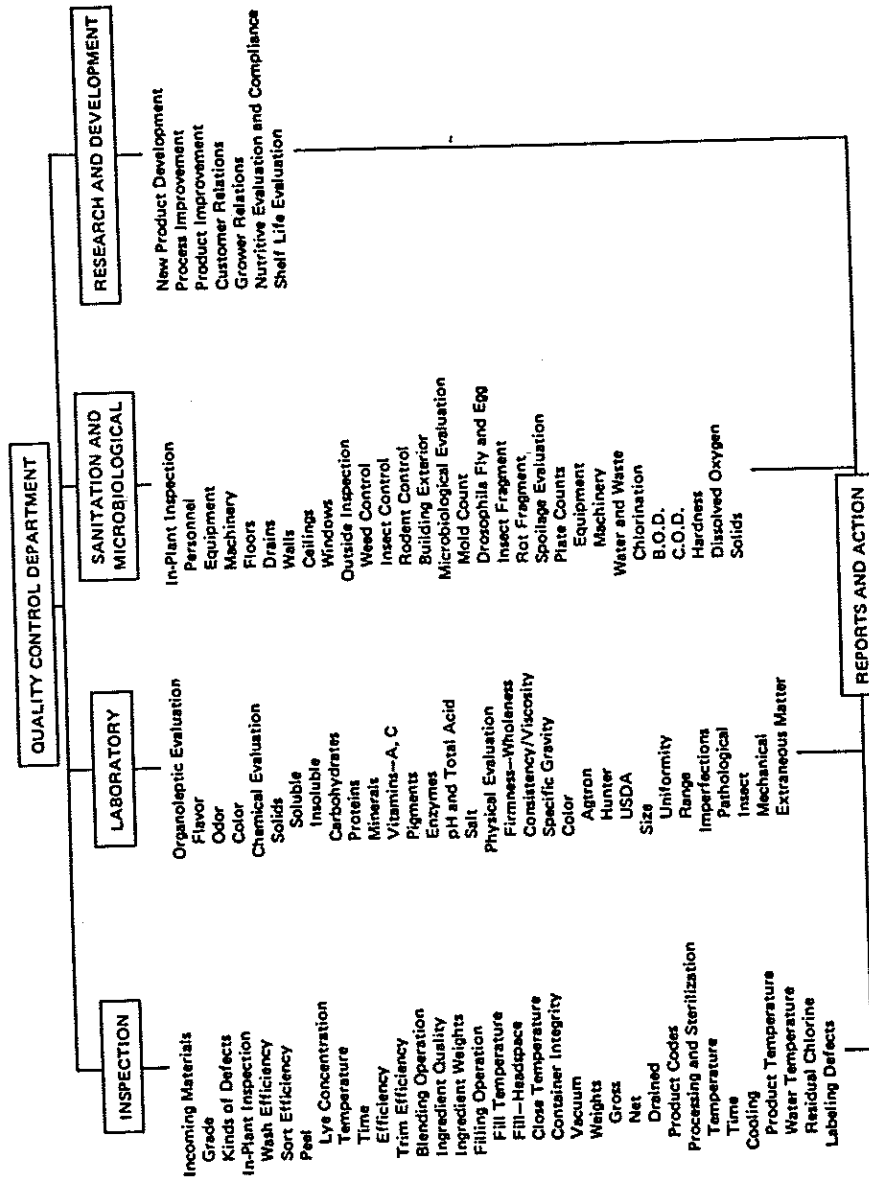 QUALITY CONTROL DEPARTMENT
INSPECTION
Incoming Materials
Grade
Kinds of Defects
In-Plant Inspection
Wash Efficiency
Sort Efficiency
Peel
Lye Concentration
Temperature
Time
Efficiency
Trim Efficiency
Blending Operation
Ingredient Quality
Ingredient Weights
Filling Operation
Fill Temperature
Fill—Headspace
Close Temperature
Container Integrity
Vacuum
Weights
Gross
Net
Drained
Product Codes
Processing and Sterilization
Temperature
Time
Cooling
Product Temperature
Water Temperature
Residual Chlorine
Labeling Defects
LABORATORY
Organoleptic Evaluation
Flavor
Odor
Color
Chemical Evaluation
Solids
Soluble
Insoluble
Carbohydrates
Proteins
Minerals
Vitamins—A, C
Pigments
Enzymes
pH and Total Acid
Salt
Physical Evaluation
Firmness—Wholeness
Consistency/Viscosity
Specific Gravity
Color
Agtron
Hunter
USDA
Size
Uniformity
Range
Imperfections
Pathological
Insect
Mechanical
Extraneous Matter
SANITATION AND
MICROBIOLOGICAL
In-Plant Inspection
Personnel
Equipment
Machinery
Floors
Drains
Walls
Ceilings
Windows
Outside Inspection
Weed Control
Insect Control
Rodent Control
Building Exterior
Microbiological Evaluation
Mold Count
Drosophila Fly and Egg
Insect Fragment
Rot Fragment
Spoilage Evaluation
Plate Counts
Equipment
Machinery
Water and Waste
Chlorination
B.O.D.
C.O.D.
Hardness
Dissolved Oxygen
Solids
RESEARCH AND DEVELOPMENT
New Product Development
Process Improvement
Product Improvement
Customer Relations
Grower Relations
Nutritive Evaluation and Compliance
Shelf Life Evaluation
REPORTS AND ACTION